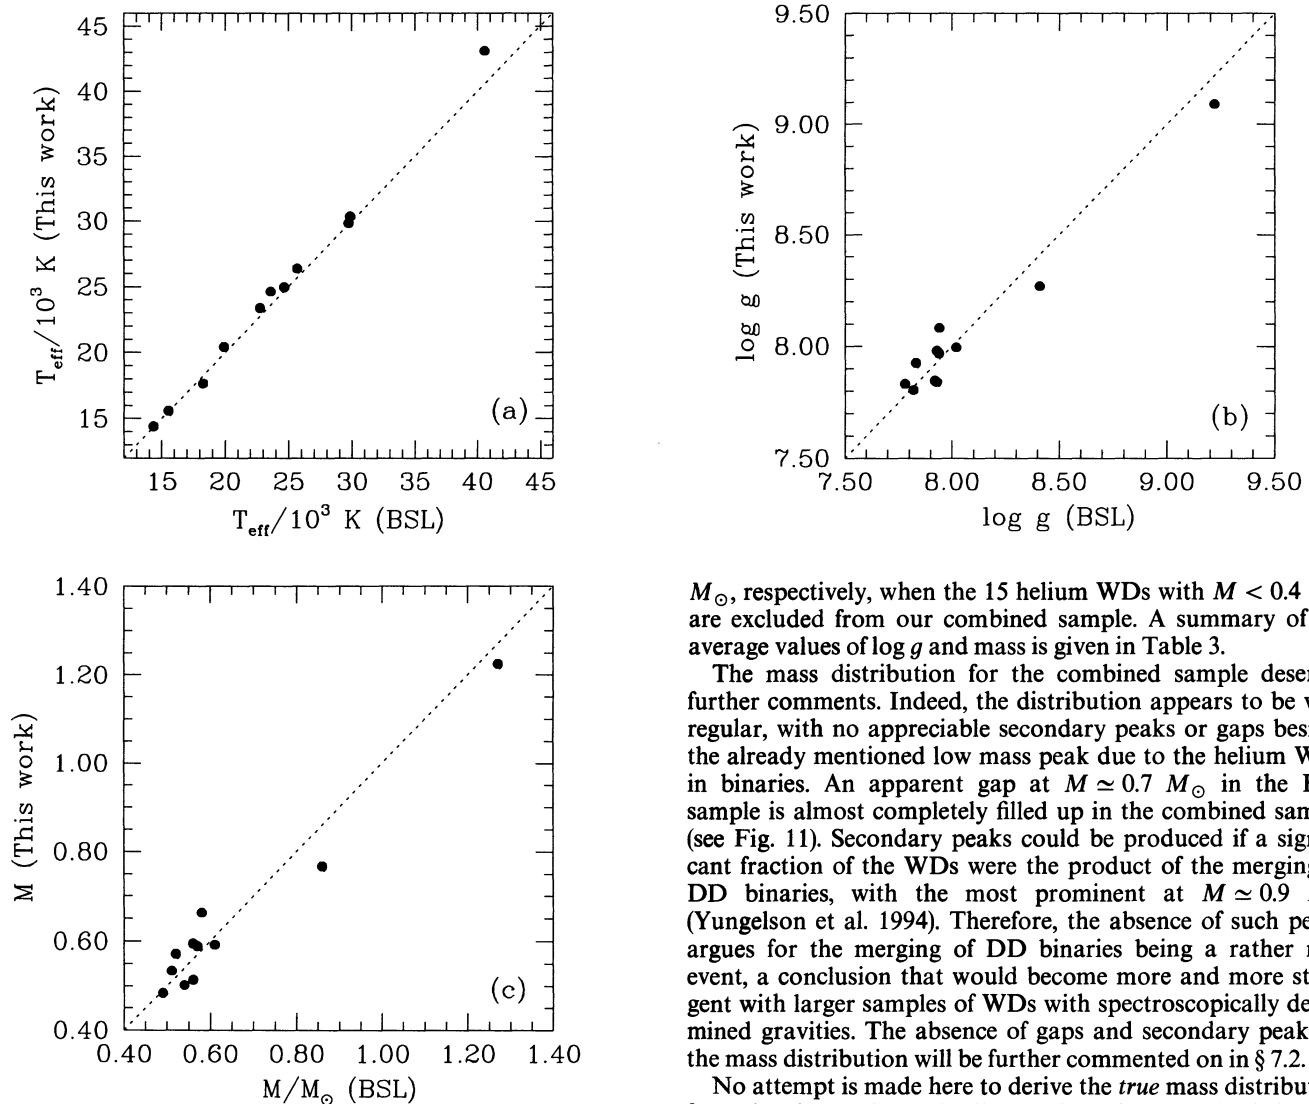 45
40
35
30
25
20
15
T_eff/10^3 K (This work)
(a)
15 20 25 30 35 40 45
T_eff/10^3 K (BSL)
9.50
9.00
8.50
8.00
7.50
log g (This work)
(b)
7.50 8.00 8.50 9.00 9.50
log g (BSL)
1.40
1.20
1.00
0.80
0.60
0.40
M (This work)
(c)
0.40 0.60 0.80 1.00 1.20 1.40
M/M_⊙ (BSL)
M_⊙, respectively, when the 15 helium WDs with M < 0.4
are excluded from our combined sample. A summary of
average values of log g and mass is given in Table 3.
The mass distribution for the combined sample deser
further comments. Indeed, the distribution appears to be v
regular, with no appreciable secondary peaks or gaps besi
the already mentioned low mass peak due to the helium W
in binaries. An apparent gap at M ≃ 0.7 M_⊙ in the
sample is almost completely filled up in the combined sam
(see Fig. 11). Secondary peaks could be produced if a sign
cant fraction of the WDs were the product of the merging
DD binaries, with the most prominent at M ≃ 0.9
(Yungelson et al. 1994). Therefore, the absence of such pe
argues for the merging of DD binaries being a rather
event, a conclusion that would become more and more st
gent with larger samples of WDs with spectroscopically de
mined gravities. The absence of gaps and secondary peak
the mass distribution will be further commented on in § 7.2.
No attempt is made here to derive the true mass distribu